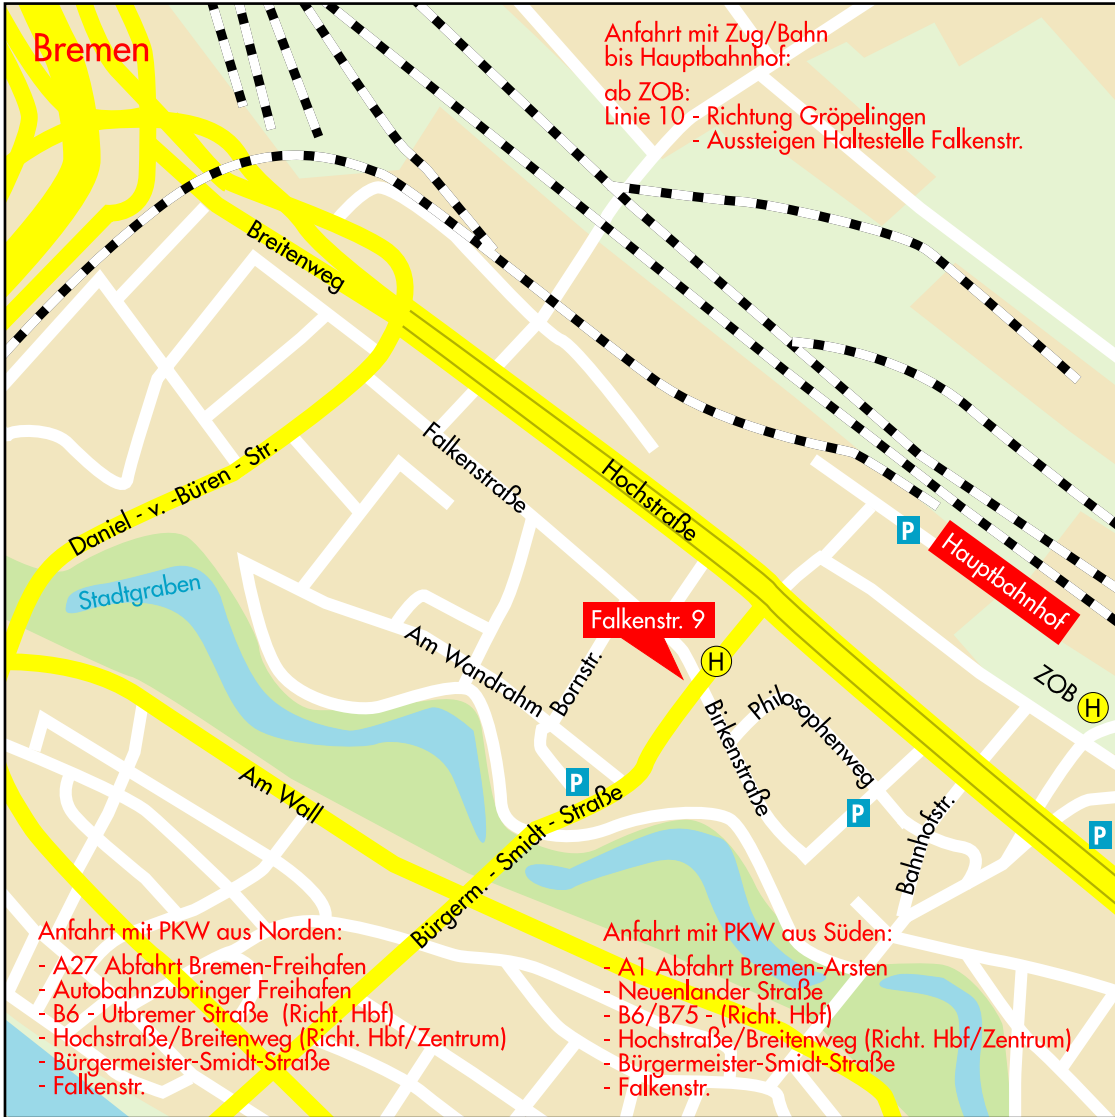 Bremen
Anfahrt mit Zug/Bahn
bis Hauptbahnhof:
ab ZOB:
Linie 10 - Richtung Gröpelingen
- Aussteigen Haltestelle Falkenstr.
Breitenweg
Falkenstraße
Hochstraße
Daniel - v. -Büren - Str.
P
Hauptbahnhof
Stadtgraben
Falkenstr. 9
H
Am Wandrahm
Bornstr.
ZOB
H
Birkenstraße
Philosophenweg
P
P
Am Wall
Bahnhofstr.
P
Bürgerm. - Smidt - Straße
Anfahrt mit PKW aus Norden:
- A27 Abfahrt Bremen-Freihafen
- Autobahnzubringer Freihafen
- B6 - Utbremer Straße (Richt. Hbf)
- Hochstraße/Breitenweg (Richt. Hbf/Zentrum)
- Bürgermeister-Smidt-Straße
- Falkenstr.
Anfahrt mit PKW aus Süden:
- A1 Abfahrt Bremen-Arsten
- Neuenlander Straße
- B6/B75 - (Richt. Hbf)
- Hochstraße/Breitenweg (Richt. Hbf/Zentrum)
- Bürgermeister-Smidt-Straße
- Falkenstr.